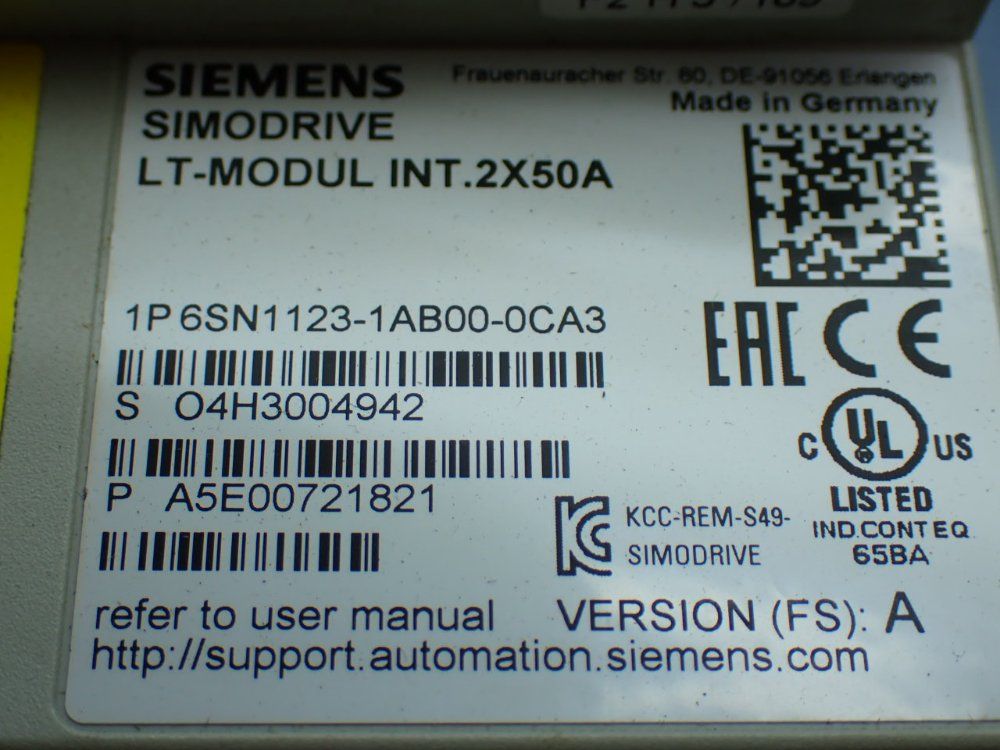 SIEMENS
Frauenauracher Str. 80, DE-91056 Erlangen
Made in Germany
SIMODRIVE
LT-MODUL INT.2X50A
1P 6SN1123-1AB00-0CA3
EAC CE
S O4H3004942
C UL US
LISTED
P A5E00721821
KCC-REM-S49-
SIMODRIVE
IND.CONT EQ
65BA
refer to user manual VERSION (FS): A
http://support.automation.siemens.com